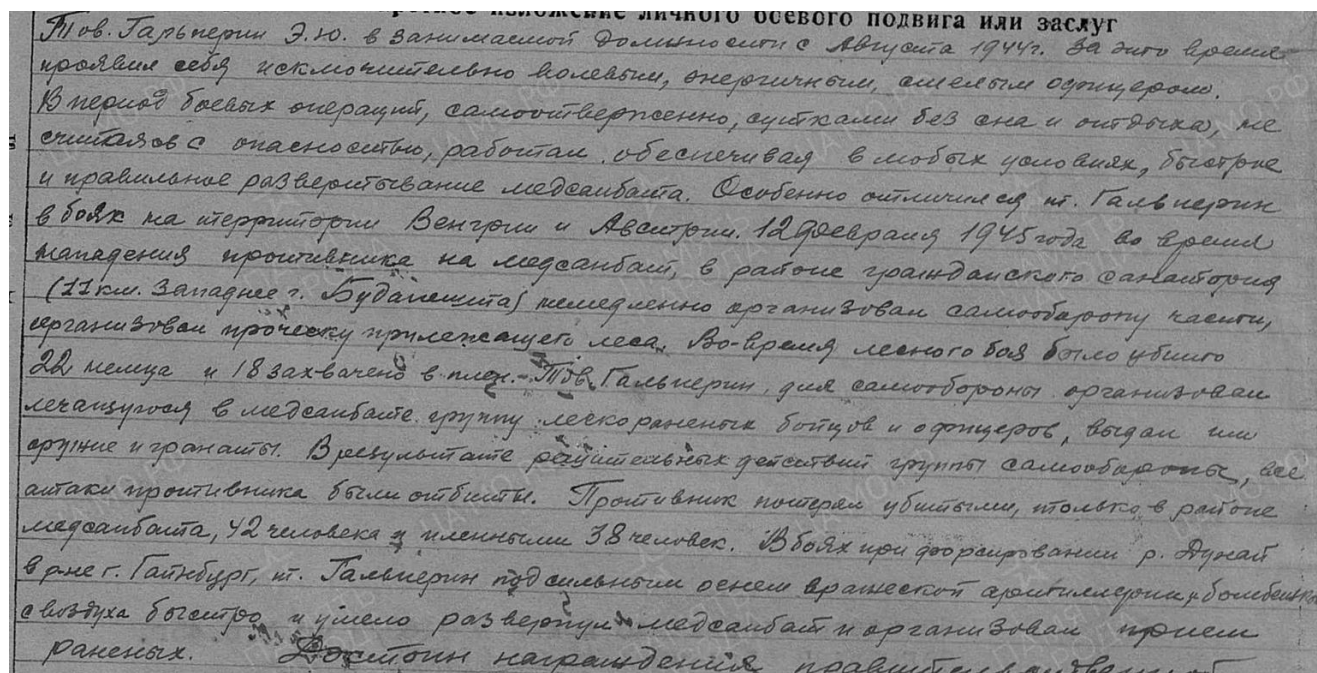 краткое изложение личного боевого подвига или заслуг
Тов. Гальперин Э.Ю. в занимаемой должности с Августа 1944г. За это время
проявил себя исключительно волевым, энергичным, смелым офицером.
В период боевых операций, самоотверженно, сутками без сна и отдыха, не
считаясь с опасностью, работал, обеспечивая в любых условиях, быстрое
и правильное развертывание медсанбата. Особенно отличился т. Гальперин
в боях на территории Венгрии и Австрии. 12 февраля 1945 года во время
нападения противника на медсанбат, в районе гражданского санатория
(11 км. западнее г. Будапешта) немедленно организовал самооборону части,
организовал проческу прилежащего леса. Во-время лесного боя было убито
22 немца и 18 захвачено в плен. - Тов. Гальперин, для самообороны организовал
лечащуюся в медсанбате группу легкораненых бойцов и офицеров, выдал им
оружие и гранаты. В результате решительных действий группы самообороны, все
атаки противника были отбиты. Противник потерял убитыми, только в районе
медсанбата, 42 человека и пленными 38 человек. В боях при форсировании р. Дунай
в р-не г. Гайнбург, т. Гальперин под сильным огнем вражеской артиллерии и бомбежкой
с воздуха быстро и умело развернул медсанбат и организовал прием
раненых. Достоин награждения правительственной